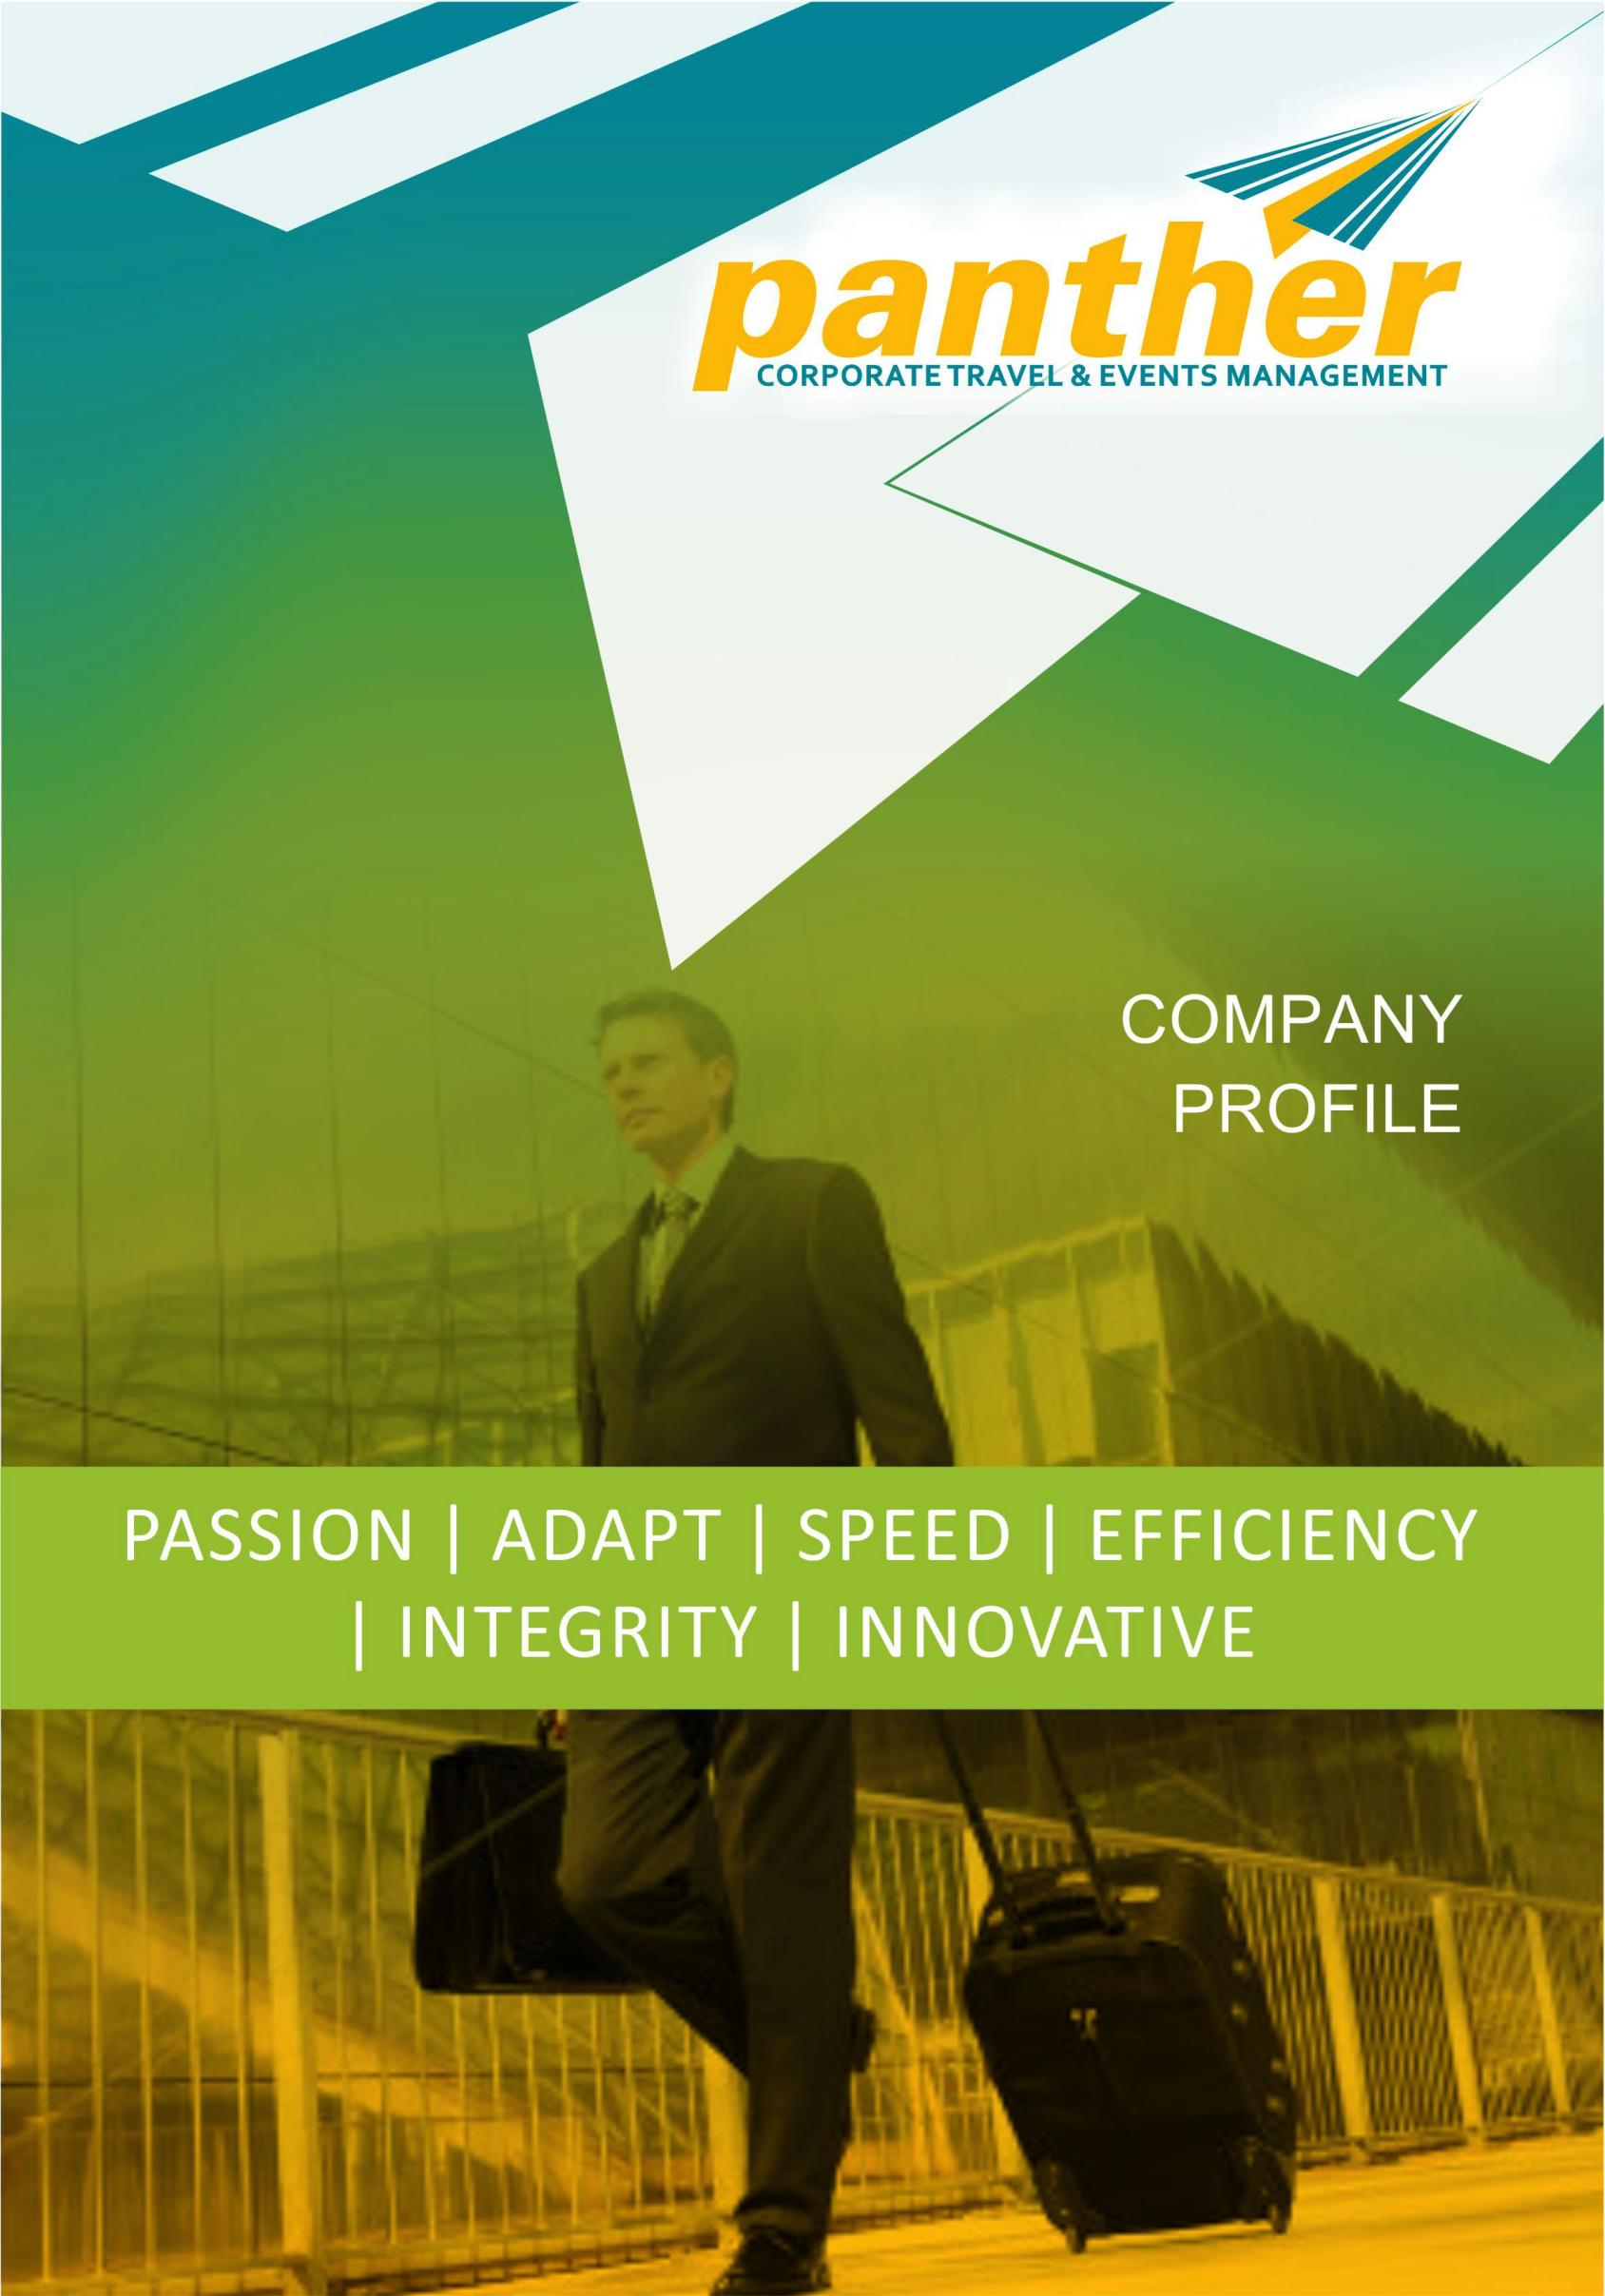 panther
CORPORATE TRAVEL & EVENTS MANAGEMENT
COMPANY
PROFILE
PASSION | ADAPT | SPEED | EFFICIENCY
| INTEGRITY | INNOVATIVE